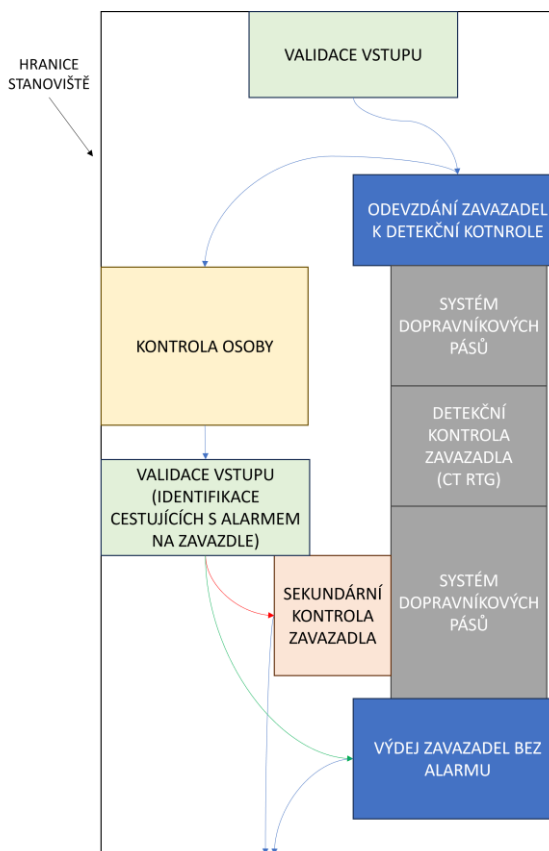 VALIDACE VSTUPU
HRANICE
STANOVIŠTĚ
ODEVZDÁNÍ ZAVAZADEL
K DETEKČNÍ KOTNROLE
KONTROLA OSOBY
SYSTÉM
DOPRAVNÍKOVÝCH
PÁSŮ
DETEKČNÍ
KONTROLA
ZAVAZADLA
(CT RTG)
VALIDACE VSTUPU
(IDENTIFIKACE
CESTUJÍCÍCH S ALARMEM
NA ZAVAZDLE)
SEKUNDÁRNÍ
KONTROLA
ZAVAZADLA
SYSTÉM
DOPRAVNÍKOVÝCH
PÁSŮ
VÝDEJ ZAVAZADEL BEZ
ALARMU